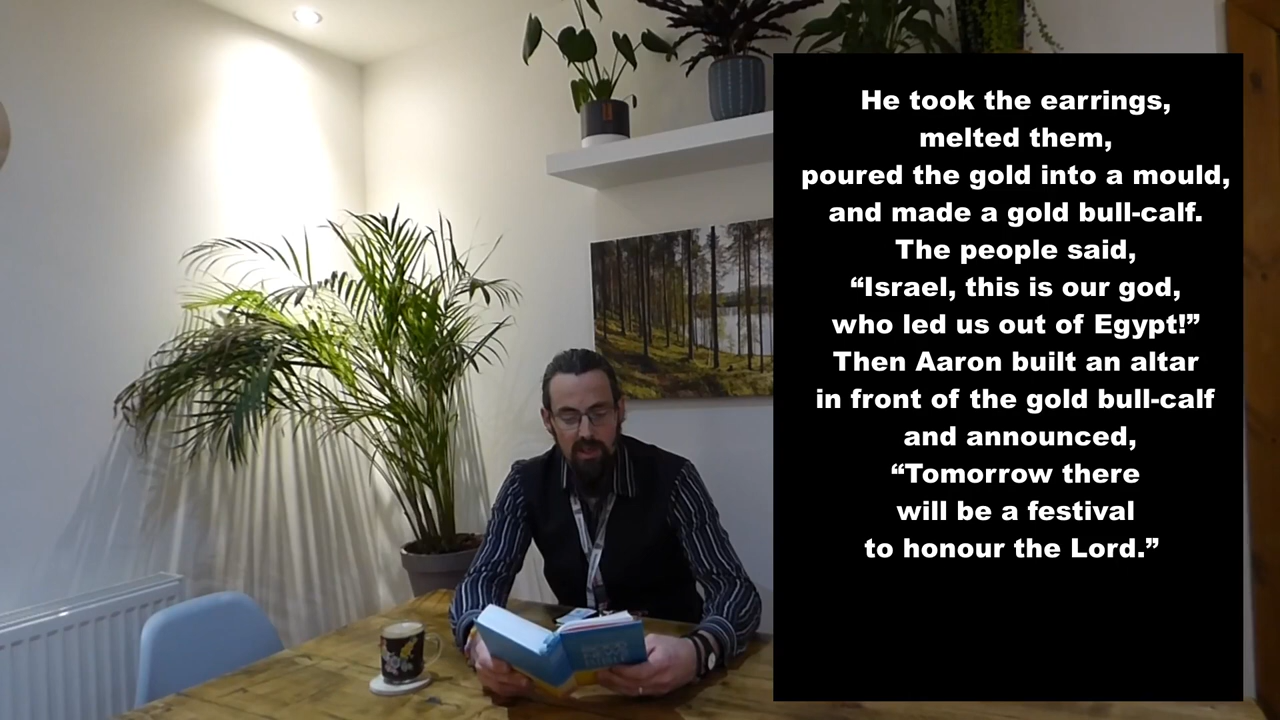 He took the earrings,
melted them,
poured the gold into a mould,
and made a gold bull-calf.
The people said,
“Israel, this is our god,
who led us out of Egypt!”
Then Aaron built an altar
in front of the gold bull-calf
and announced,
“Tomorrow there
will be a festival
to honour the Lord.”